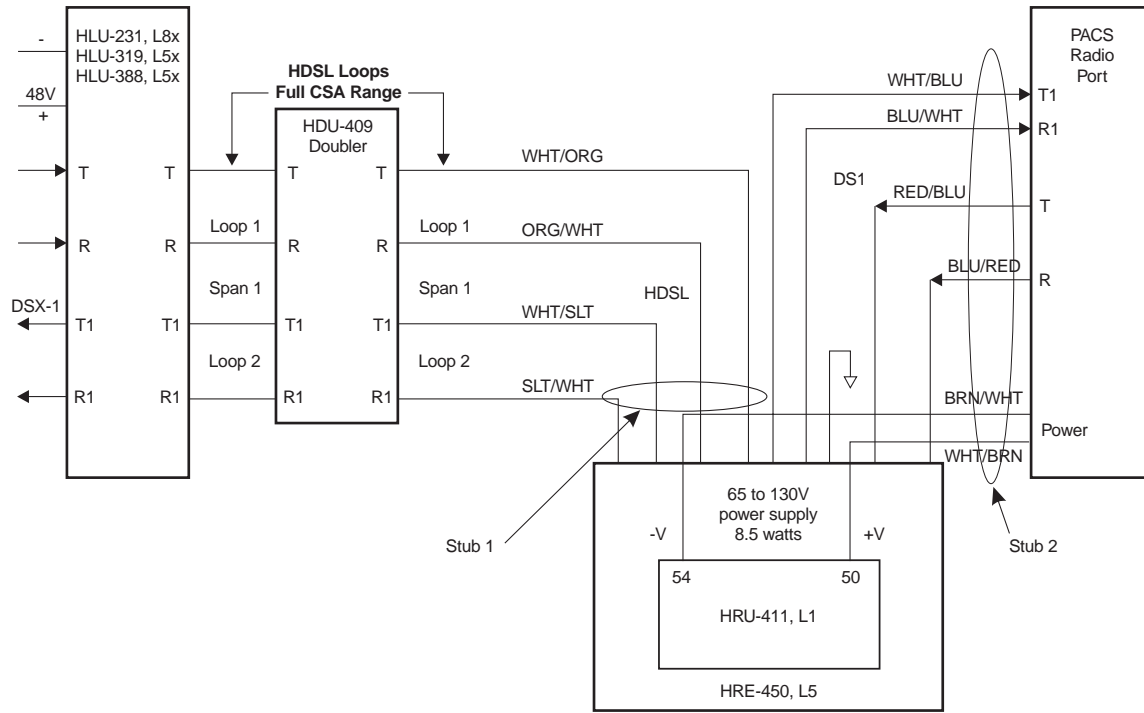 HLU-231, L8x
HLU-319, L5x
HLU-388, L5x
-
48V
+
T
T
R
R
DSX-1
T1
T1
R1
R1
HDSL Loops
Full CSA Range
HDU-409
Doubler
T
T
R
R
T1
T1
R1
R1
Loop 1
Span 1
Loop 2
Loop 1
Span 1
Loop 2
WHT/ORG
ORG/WHT
HDSL
WHT/SLT
SLT/WHT
WHT/BLU
BLU/WHT
DS1
RED/BLU
BLU/RED
BRN/WHT
WHT/BRN
PACS
Radio
Port
T1
R1
T
R
Power
Stub 1
Stub 2
65 to 130V
power supply
8.5 watts
-V
+V
54
50
HRU-411, L1
HRE-450, L5